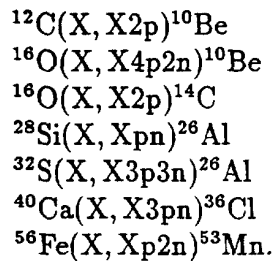 ¹²C(X, X2p)¹⁰Be
¹⁶O(X, X4p2n)¹⁰Be
¹⁶O(X, X2p)¹⁴C
²⁸Si(X, Xpn)²⁶Al
³²S(X, X3p3n)²⁶Al
⁴⁰Ca(X, X3pn)³⁶Cl
⁵⁶Fe(X, Xp2n)⁵³Mn.